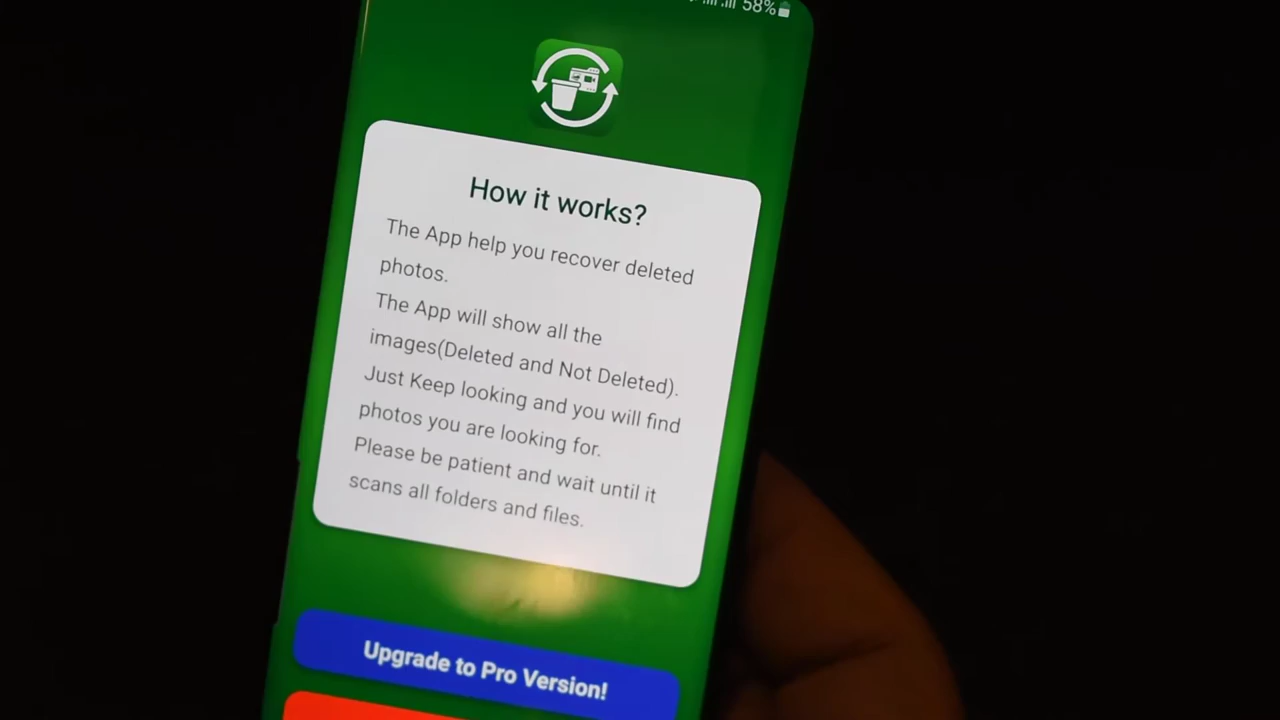 58%
How it works?
The App help you recover deleted
photos.
The App will show all the
images(Deleted and Not Deleted).
Just Keep looking and you will find
photos you are looking for.
Please be patient and wait until it
scans all folders and files.
Upgrade to Pro Version!